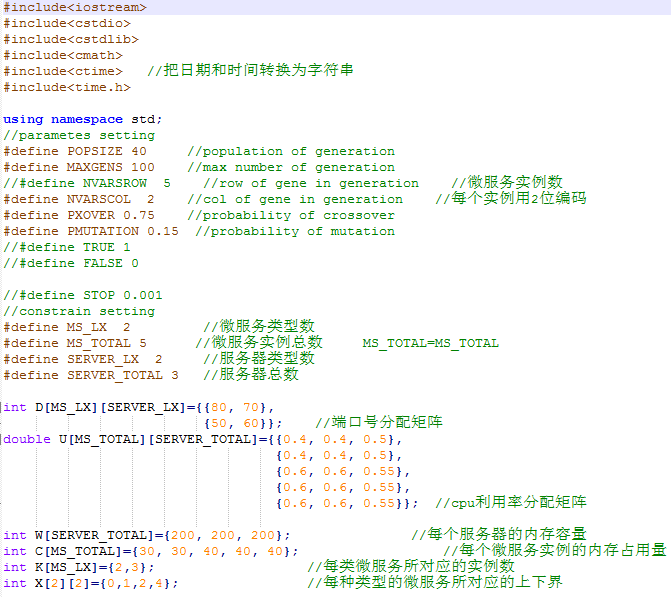 #include<iostream>
#include<cstdio>
#include<cstdlib>
#include<cmath>
#include<ctime>   //把日期和时间转换为字符串
#include<time.h>

using namespace std;
//parametes setting
#define POPSIZE 40     //population of generation
#define MAXGENS 100    //max number of generation
//#define NVARSROW  5    //row of gene in generation    //微服务实例数
#define NVARSCOL  2    //col of gene in generation    //每个实例用2位编码
#define PXOVER 0.75    //probability of crossover
#define PMUTATION 0.15  //probability of mutation
//#define TRUE 1
//#define FALSE 0

//#define STOP 0.001
//constrain setting
#define MS_LX  2         //微服务类型数
#define MS_TOTAL 5      //微服务实例总数     MS_TOTAL=MS_TOTAL
#define SERVER_LX  2     //服务器类型数
#define SERVER_TOTAL 3   //服务器总数

int D[MS_LX][SERVER_LX]={{80, 70},
                         {50, 60}};    //端口号分配矩阵
double U[MS_TOTAL][SERVER_TOTAL]={{0.4, 0.4, 0.5},
                                  {0.4, 0.4, 0.5},
                                  {0.6, 0.6, 0.55},
                                  {0.6, 0.6, 0.55},
                                  {0.6, 0.6, 0.55}};  //cpu利用率分配矩阵

int W[SERVER_TOTAL]={200, 200, 200};               //每个服务器的内存容量
int C[MS_TOTAL]={30, 30, 40, 40, 40};                  //每个微服务实例的内存占用量
int K[MS_LX]={2,3};                   //每类微服务所对应的实例数
int X[2][2]={0,1,2,4};                //每种类型的微服务所对应的上下界